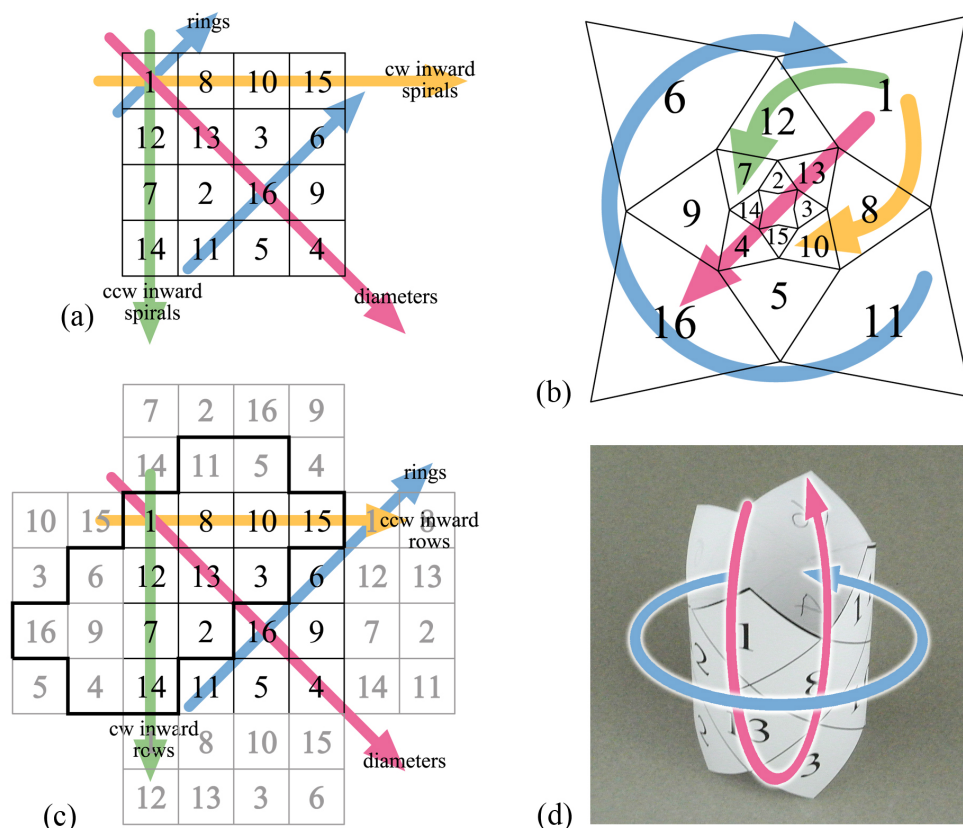 rings
1 8 10 15
cw inward
spirals
12 13 3 6
7 2 16 9
14 11 5 4
ccw inward
spirals
diameters
(a)
6 1
12
7 2 13
9 14 3 8
4 15 10
5
16 11
(b)
7 2 16 9
14 11 5 4
rings
10 15 1 8 10 15 1 8
ccw inward
rows
3 6 12 13 3 6 12 13
16 9 7 2 16 9 7 2
5 4 14 11 5 4 14 11
cw inward
rows
8 10 15
diameters
12 13 3 6
(c)
1 1
2 8
2 13 3
(d)